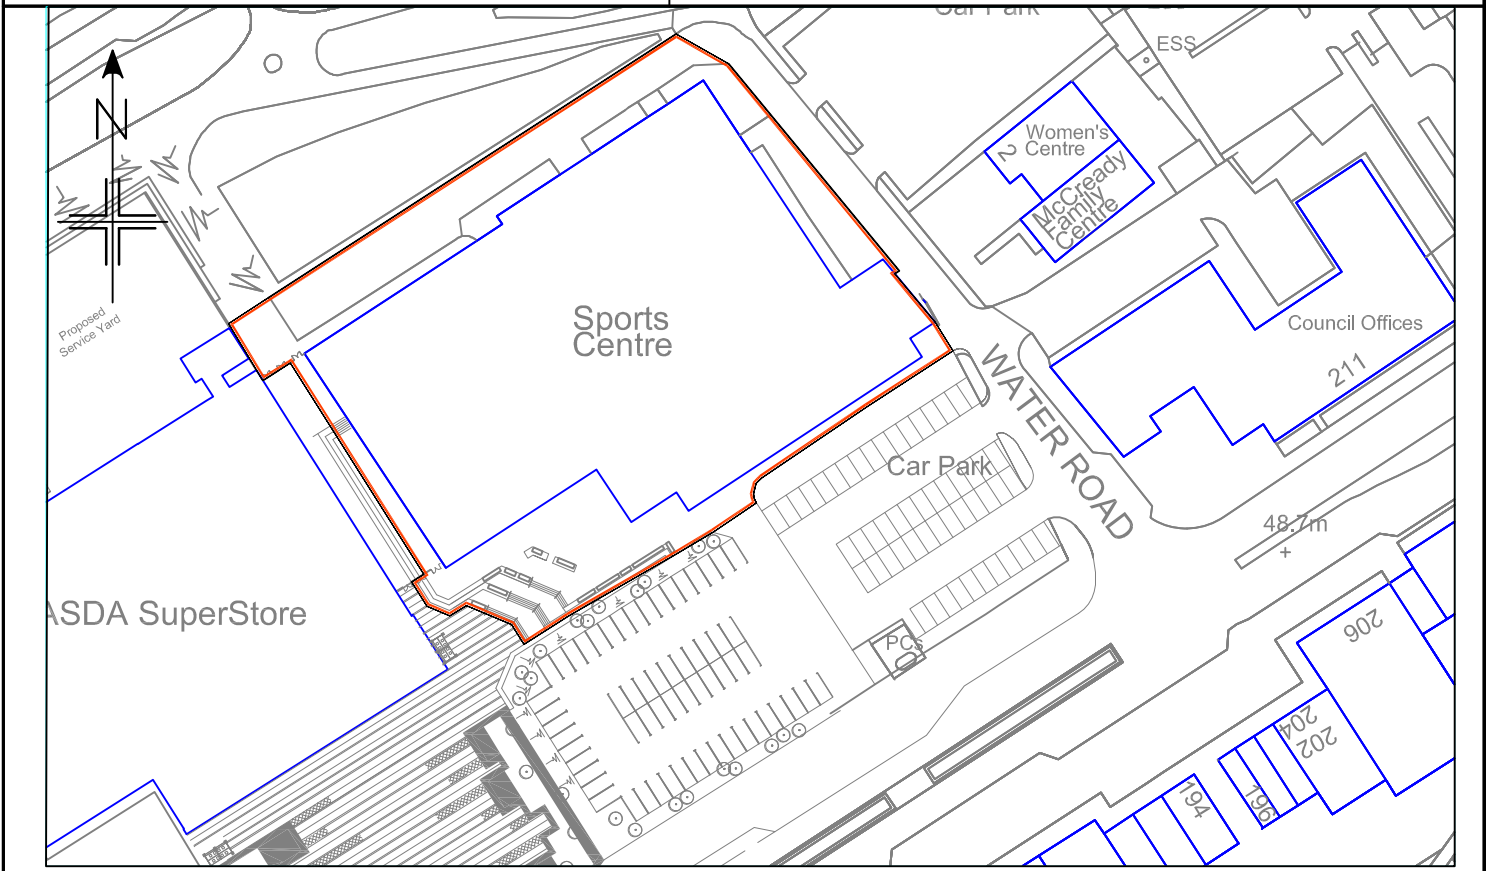 Car Park
ESS
N
Women's
Centre
2
McCready
Family
Centre
Proposed
Service Yard
Sports
Centre
Council Offices
211
WATER ROAD
Car Park
48.7m
ASDA SuperStore
PCs
206
204
202
196
194